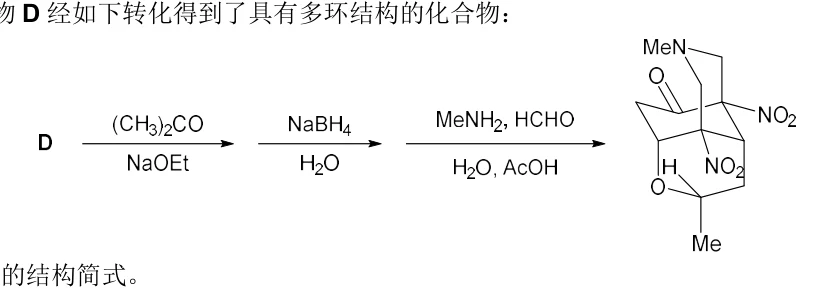 物 D 经如下转化得到了具有多环结构的化合物：
MeN
O
NO₂
D
(CH₃)₂CO
NaOEt
NaBH₄
H₂O
MeNH₂, HCHO
H₂O, AcOH
H
NO₂
O
Me
的结构简式。